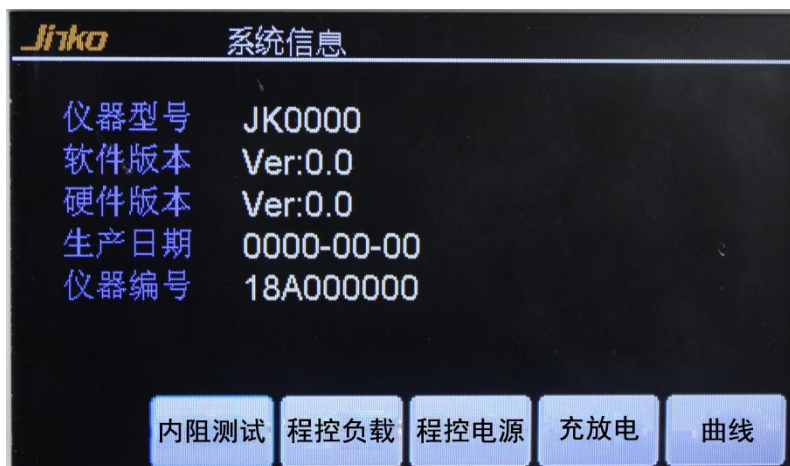 Jinko 系统信息
仪器型号 JK0000
软件版本 Ver:0.0
硬件版本 Ver:0.0
生产日期 0000-00-00
仪器编号 18A000000
内阻测试 程控负载 程控电源 充放电 曲线